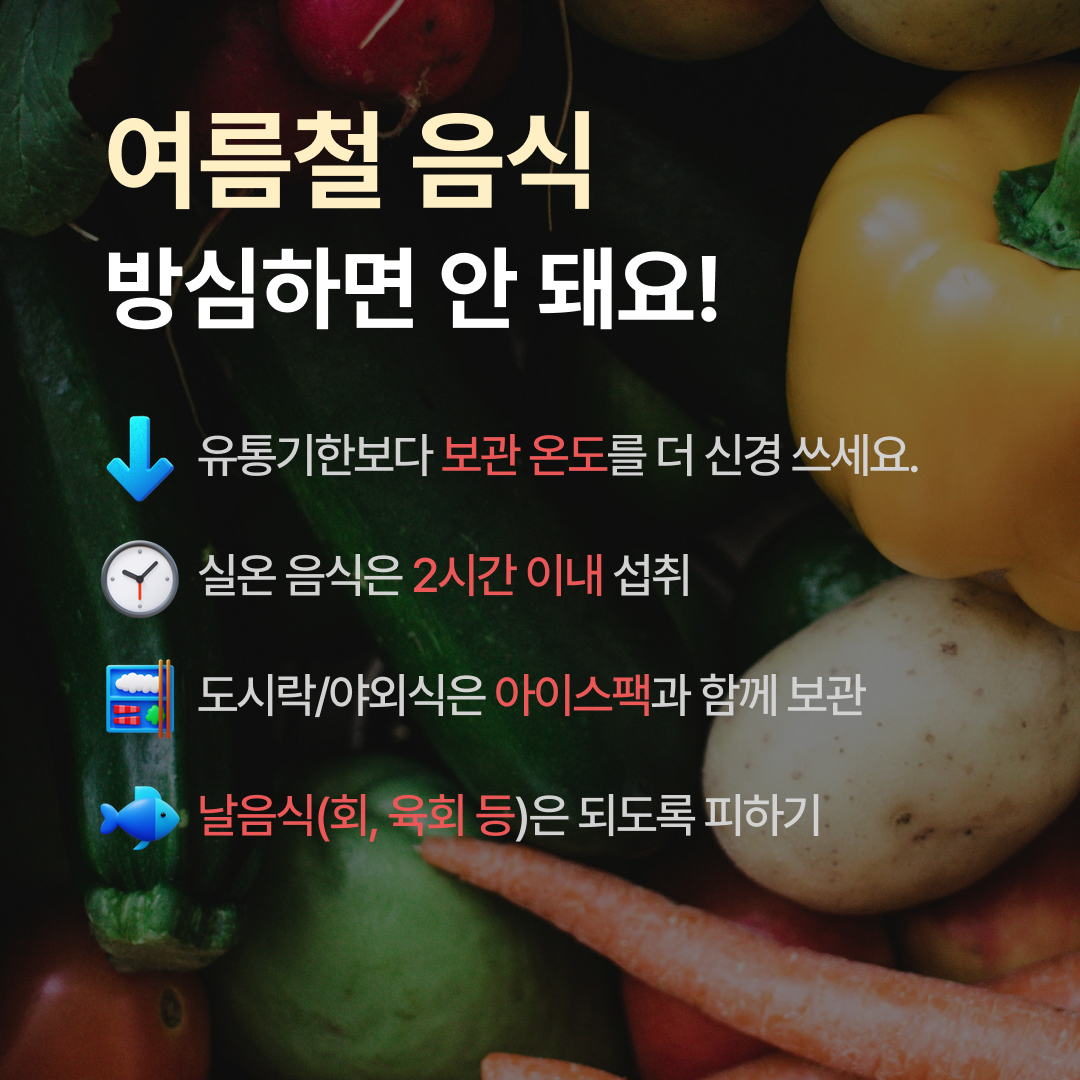 여름철 음식
방심하면 안 돼요!
유통기한보다 보관 온도를 더 신경 쓰세요.
실온 음식은 2시간 이내 섭취
도시락/야외식은 아이스팩과 함께 보관
날음식(회, 육회 등)은 되도록 피하기